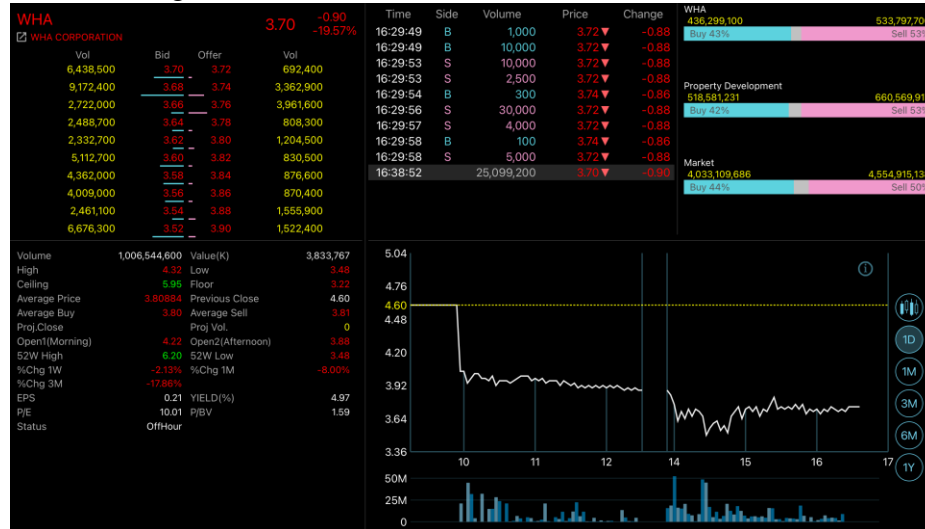 WHA 3.70 -0.90
WHA CORPORATION -19.57%
Vol Bid Offer Vol
6,438,500 3.70 3.72 692,400
9,172,400 3.68 3.74 3,362,900
2,722,000 3.66 3.76 3,961,600
2,488,700 3.64 3.78 808,300
2,332,700 3.62 3.80 1,204,500
5,112,700 3.60 3.82 830,500
4,362,000 3.58 3.84 876,600
4,009,000 3.56 3.86 870,400
2,461,100 3.54 3.88 1,555,900
6,676,300 3.52 3.90 1,522,400
Time Side Volume Price Change
16:29:49 B 1,000 3.72▼ -0.88
16:29:49 B 10,000 3.72▼ -0.88
16:29:53 S 10,000 3.72▼ -0.88
16:29:53 S 2,500 3.72▼ -0.88
16:29:54 B 300 3.74▼ -0.86
16:29:56 S 30,000 3.72▼ -0.88
16:29:57 S 4,000 3.72▼ -0.88
16:29:58 B 100 3.74▼ -0.86
16:29:58 S 5,000 3.72▼ -0.88
16:38:52 25,099,200 3.70▼ -0.90
WHA
436,299,100 533,797,70
Buy 43% Sell 53%
Property Development
518,581,231 660,569,91
Buy 42% Sell 53%
Market
4,033,109,686 4,554,915,13
Buy 44% Sell 50%
Volume 1,006,544,600 Value(K) 3,833,767
High 4.32 Low 3.48
Ceiling 5.95 Floor 3.22
Average Price 3.80884 Previous Close 4.60
Average Buy 3.80 Average Sell 3.81
Proj.Close Proj Vol. 0
Open1(Morning) 4.22 Open2(Afternoon) 3.88
52W High 6.20 52W Low 3.48
%Chg 1W -2.13% %Chg 1M -8.00%
%Chg 3M -17.86%
EPS 0.21 YIELD(%) 4.97
P/E 10.01 P/BV 1.59
Status OffHour
5.04
4.76
4.60
4.48
4.20
3.92
3.64
3.36
10 11 12 14 15 16 17
50M
25M
0
1D
1M
3M
6M
1Y